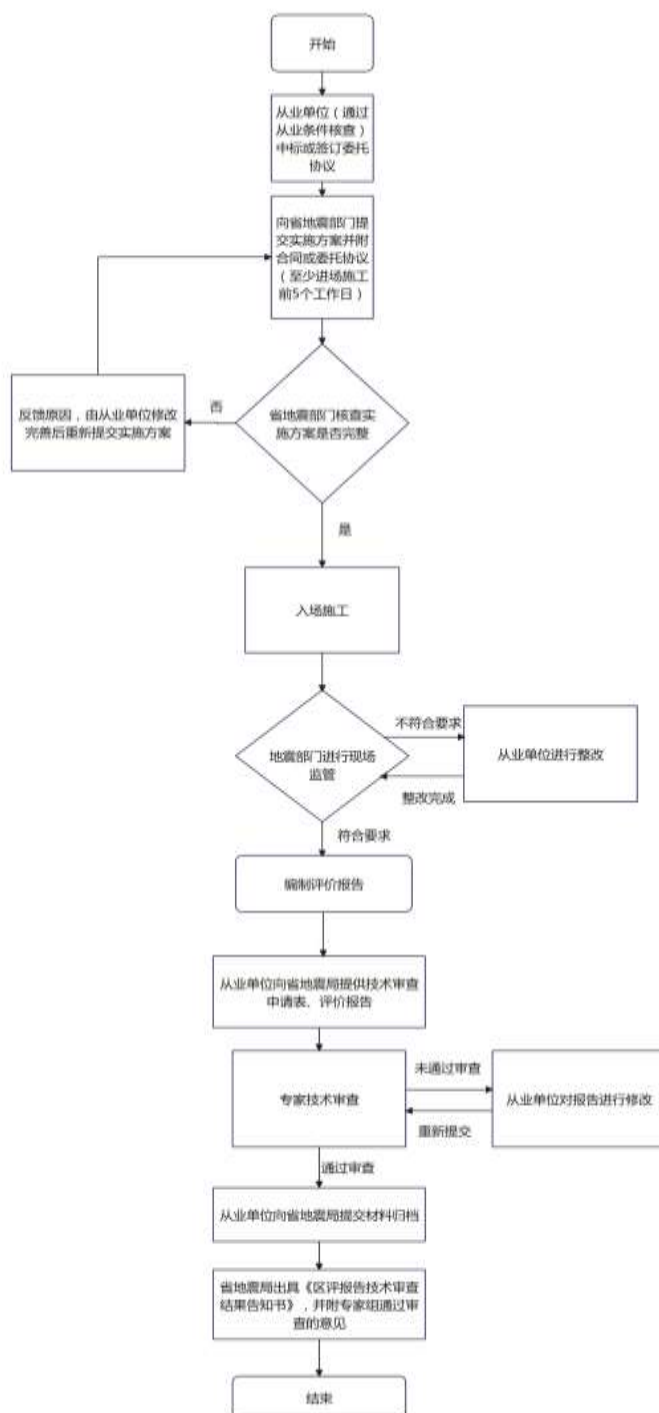 开始
从业单位（通过
从业条件核查）
中标或签订委托
协议
向省地震部门提
交实施方案并附
合同或委托协议
（至少进场施工
前5个工作日）
反馈原因，由从业单位修改
完善后重新提交实施方案
否
省地震部门核查实
施方案是否完整
是
入场施工
地震部门进行现场
监管
不符合要求
从业单位进行整改
整改完成
符合要求
编制评价报告
从业单位向省地震局提供技术审查
申请表、评价报告
专家技术审查
未通过审查
从业单位对报告进行修改
重新提交
通过审查
从业单位向省地震局提交材料归档
省地震局出具《区评报告技术审查
结果告知书》，并附专家组通过审
查的意见
结束